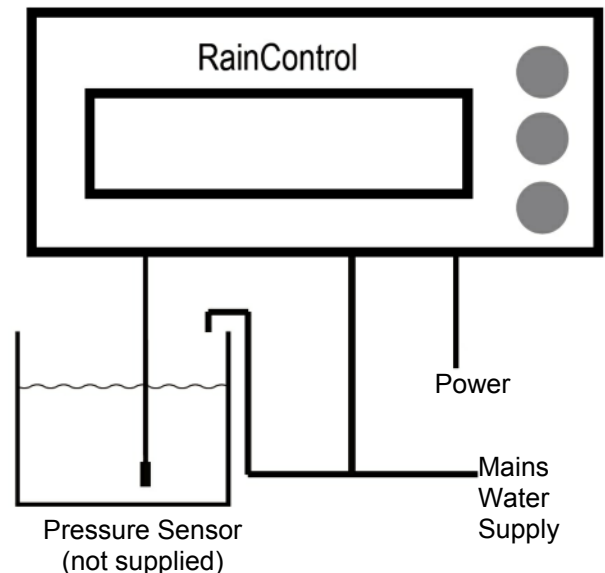 RainControl
Power
Mains
Water
Supply
Pressure Sensor
(not supplied)